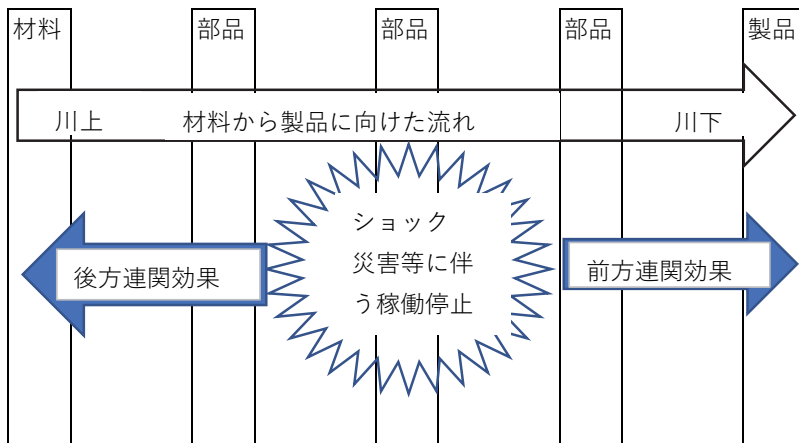 材料
部品
部品
部品
製品
川上
材料から製品に向けた流れ
川下
ショック
災害等に伴
う稼働停止
後方連関効果
前方連関効果